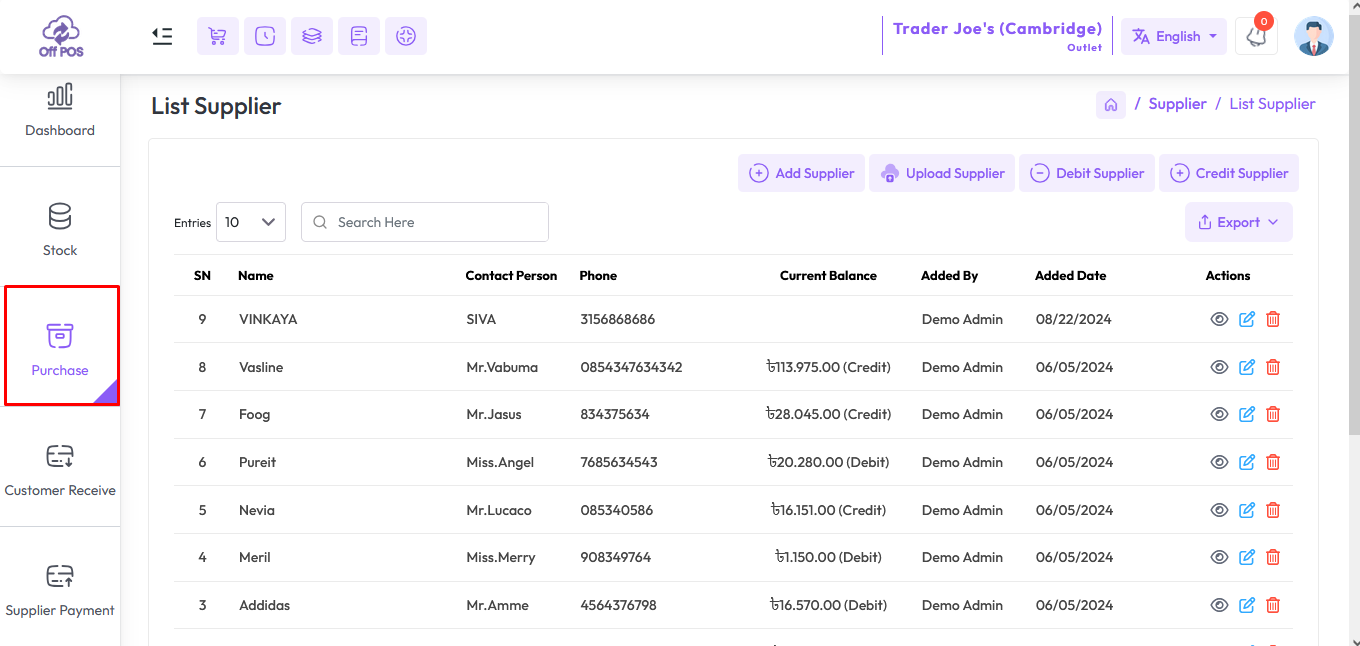 Off POS
Trader Joe's (Cambridge)
Outlet
English
0
Dashboard
Stock
Purchase
Customer Receive
Supplier Payment
List Supplier
/ Supplier / List Supplier
Add Supplier Upload Supplier Debit Supplier Credit Supplier
Entries 10 Search Here Export
SN Name Contact Person Phone Current Balance Added By Added Date Actions
9 VINKAYA SIVA 3156868686 Demo Admin 08/22/2024
8 Vasline Mr.Vabuma 0854347634342 ৳113.975.00 (Credit) Demo Admin 06/05/2024
7 Foog Mr.Jasus 834375634 ৳28.045.00 (Credit) Demo Admin 06/05/2024
6 Pureit Miss.Angel 7685634543 ৳20.280.00 (Debit) Demo Admin 06/05/2024
5 Nevia Mr.Lucaco 085340586 ৳16.151.00 (Credit) Demo Admin 06/05/2024
4 Meril Miss.Merry 908349764 ৳1.150.00 (Debit) Demo Admin 06/05/2024
3 Addidas Mr.Amme 4564376798 ৳16.570.00 (Debit) Demo Admin 06/05/2024